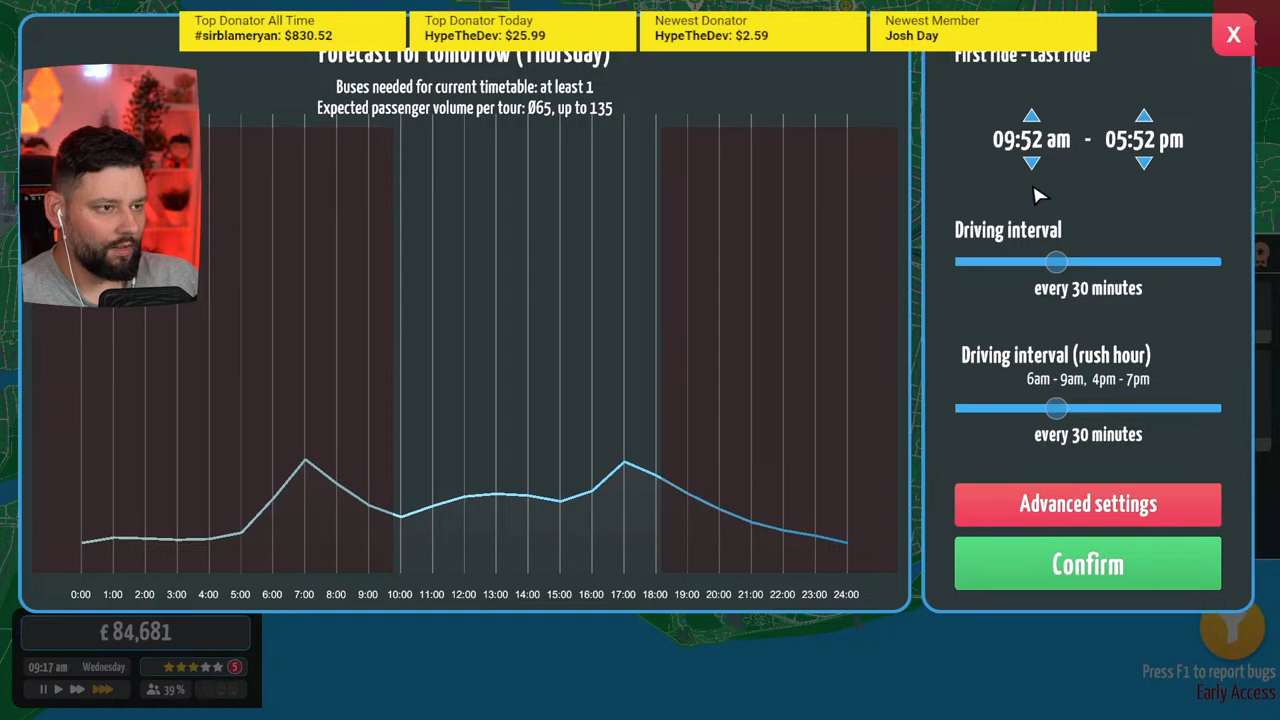 Top Donator All Time
#sirblameryan: $830.52
Top Donator Today
HypeTheDev: $25.99
Newest Donator
HypeTheDev: $2.59
Newest Member
Josh Day
X
Forecast for tomorrow (Thursday)
Buses needed for current timetable: at least 1
Expected passenger volume per tour: Ø65, up to 135
0:00 1:00 2:00 3:00 4:00 5:00 6:00 7:00 8:00 9:00 10:00 11:00 12:00 13:00 14:00 15:00 16:00 17:00 18:00 19:00 20:00 21:00 22:00 23:00 24:00
First ride - Last ride
09:52 am - 05:52 pm
Driving interval
every 30 minutes
Driving interval (rush hour)
6am - 9am, 4pm - 7pm
every 30 minutes
Advanced settings
Confirm
£ 84,681
09:17 am Wednesday
5
39 %
Press F1 to report bugs
Early Access